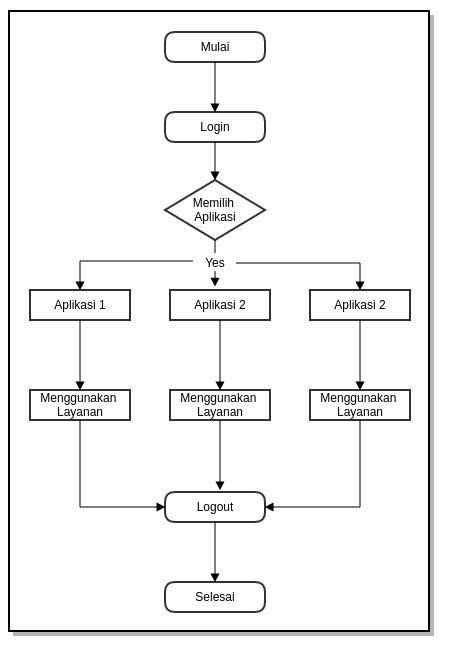 Mulai
Login
Memilih
Aplikasi
Yes
Aplikasi 1
Aplikasi 2
Aplikasi 2
Menggunakan
Layanan
Menggunakan
Layanan
Menggunakan
Layanan
Logout
Selesai